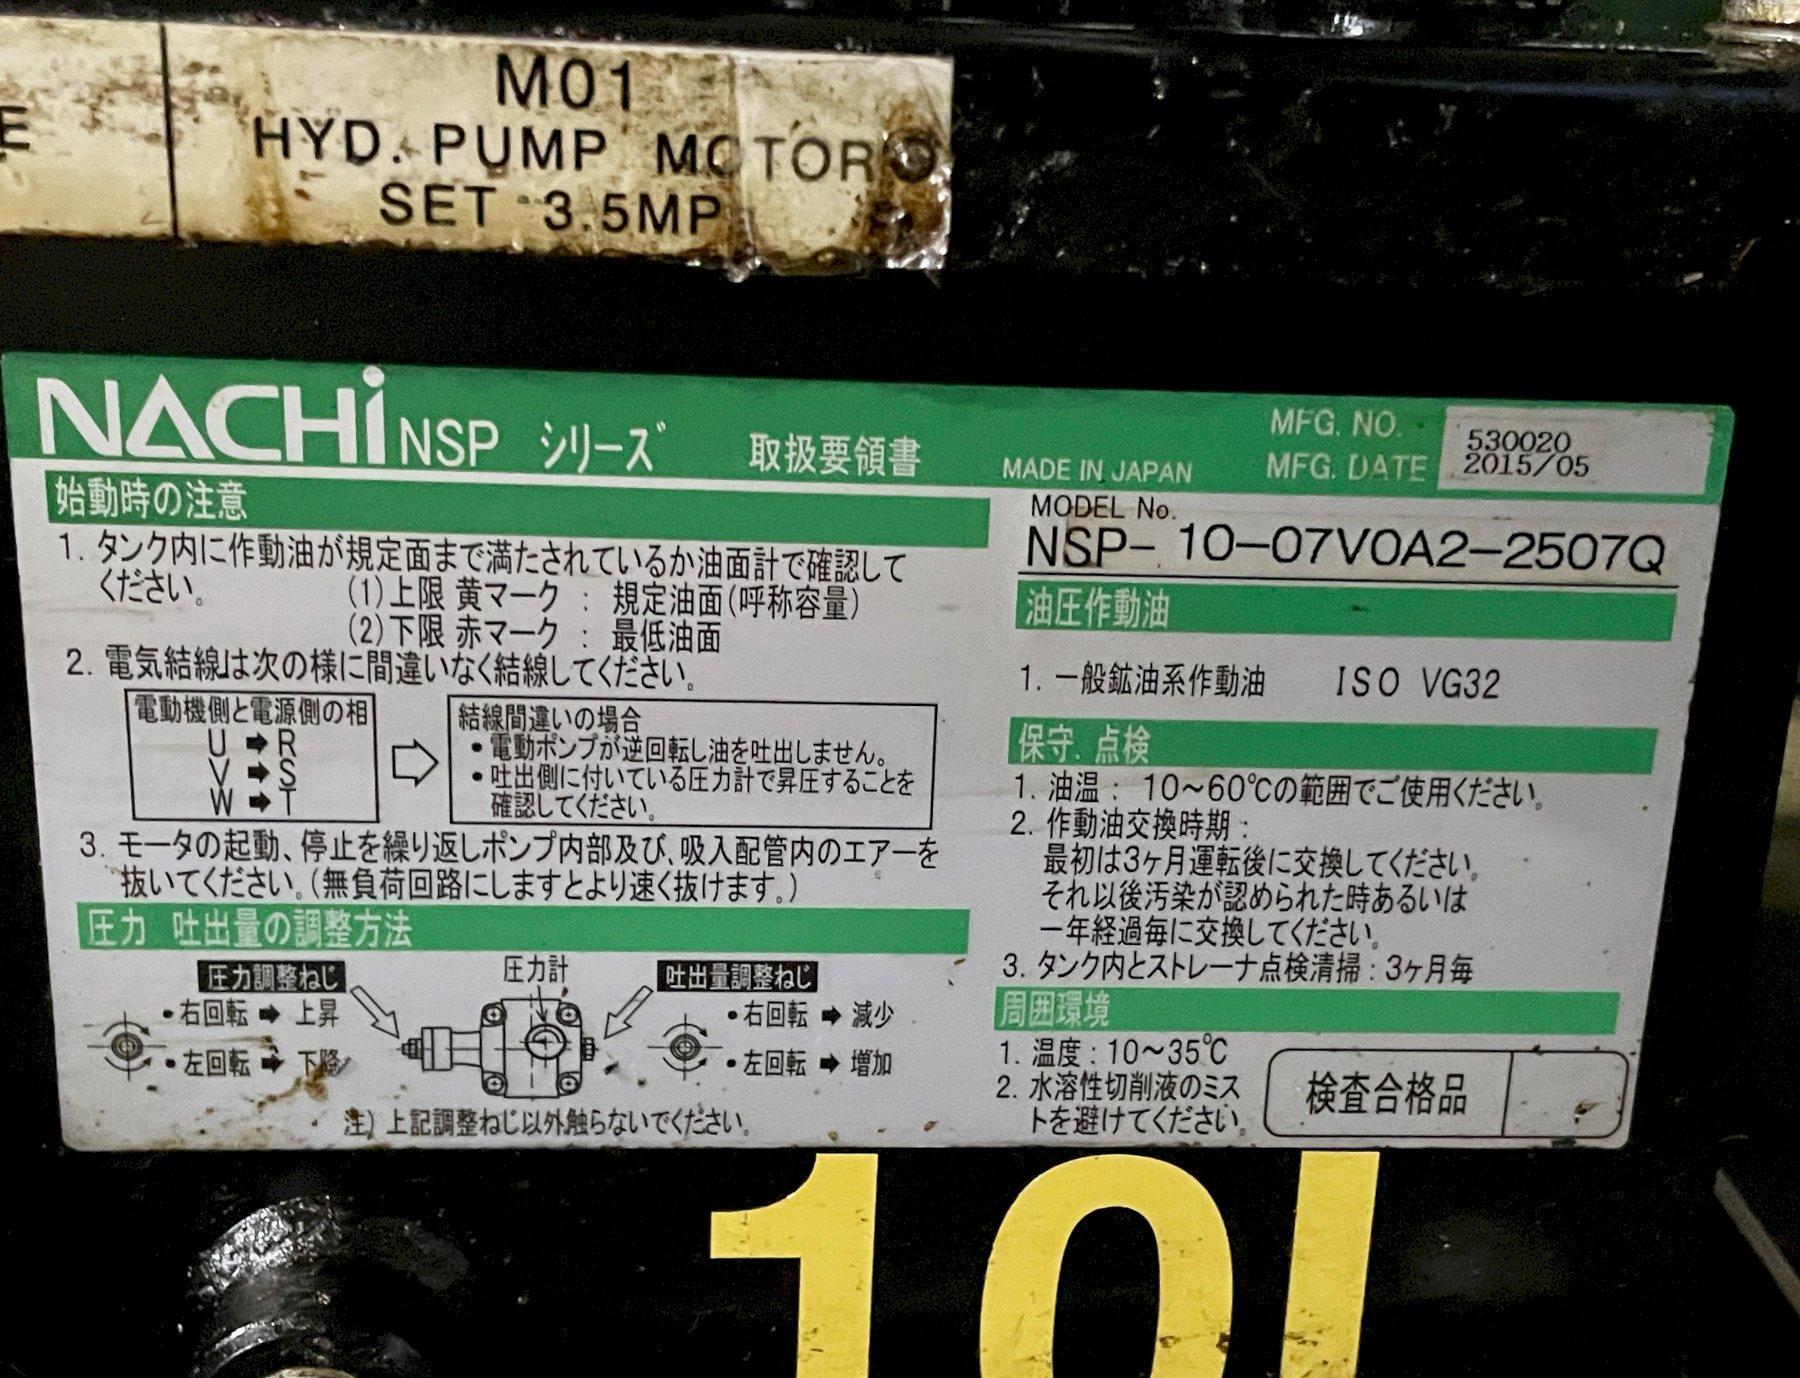 E
M01
HYD. PUMP MOTOR
SET 3.5MP
NACHi NSP シリーズ 取扱要領書
MADE IN JAPAN
MFG. NO. 530020
MFG. DATE 2015/05
始動時の注意
1. タンク内に作動油が規定面まで満たされているか油面計で確認して
ください。 (1)上限 黄マーク : 規定油面(呼称容量)
(2)下限 赤マーク : 最低油面
2. 電気結線は次の様に間違いなく結線してください。
電動機側と電源側の相
U ➡ R
V ➡ S
W ➡ T
結線間違いの場合
・電動ポンプが逆回転し油を吐出しません。
・吐出側に付いている圧力計で昇圧することを
確認してください。
3. モータの起動、停止を繰り返しポンプ内部及び、吸入配管内のエアーを
抜いてください。(無負荷回路にしますとより速く抜けます。)
圧力 吐出量の調整方法
圧力調整ねじ
・右回転 ➡ 上昇
・左回転 ➡ 下降
圧力計
吐出量調整ねじ
・右回転 ➡ 減少
・左回転 ➡ 増加
注) 上記調整ねじ以外触らないでください。
MODEL No.
NSP- 10-07V0A2-2507Q
油圧作動油
1. 一般鉱油系作動油 ISO VG32
保守. 点検
1. 油温 : 10～60℃の範囲でご使用ください。
2. 作動油交換時期 :
最初は3ヶ月運転後に交換してください。
それ以後汚染が認められた時あるいは
一年経過毎に交換してください。
3. タンク内とストレーナ点検清掃 : 3ヶ月毎
周囲環境
1. 温度 : 10～35℃
2. 水溶性切削液のミス
トを避けてください。
検査合格品
10L